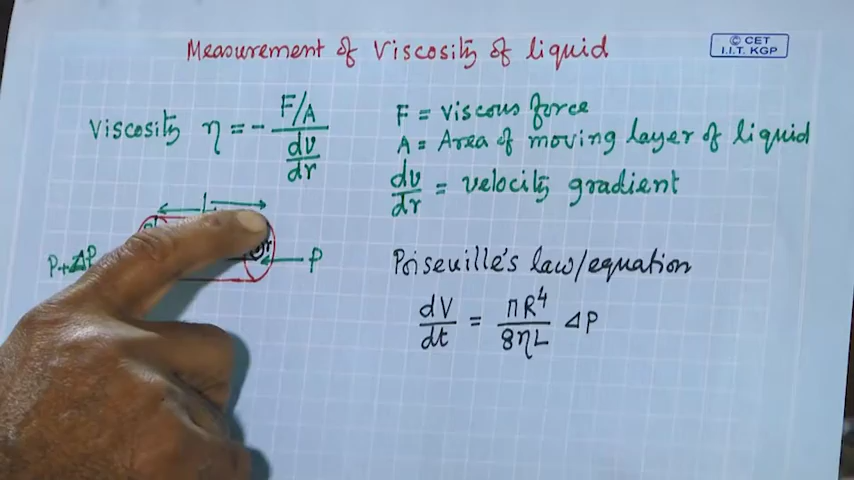 Measurement of Viscosity of liquid
© CET
I.I.T. KGP
Viscosity η = - F/A / dv/dr
F = Viscous force
A = Area of moving layer of liquid
dv/dr = velocity gradient
L
P+ΔP
r
P
Poiseuille's law/equation
dV/dt = πR⁴/8ηL ΔP